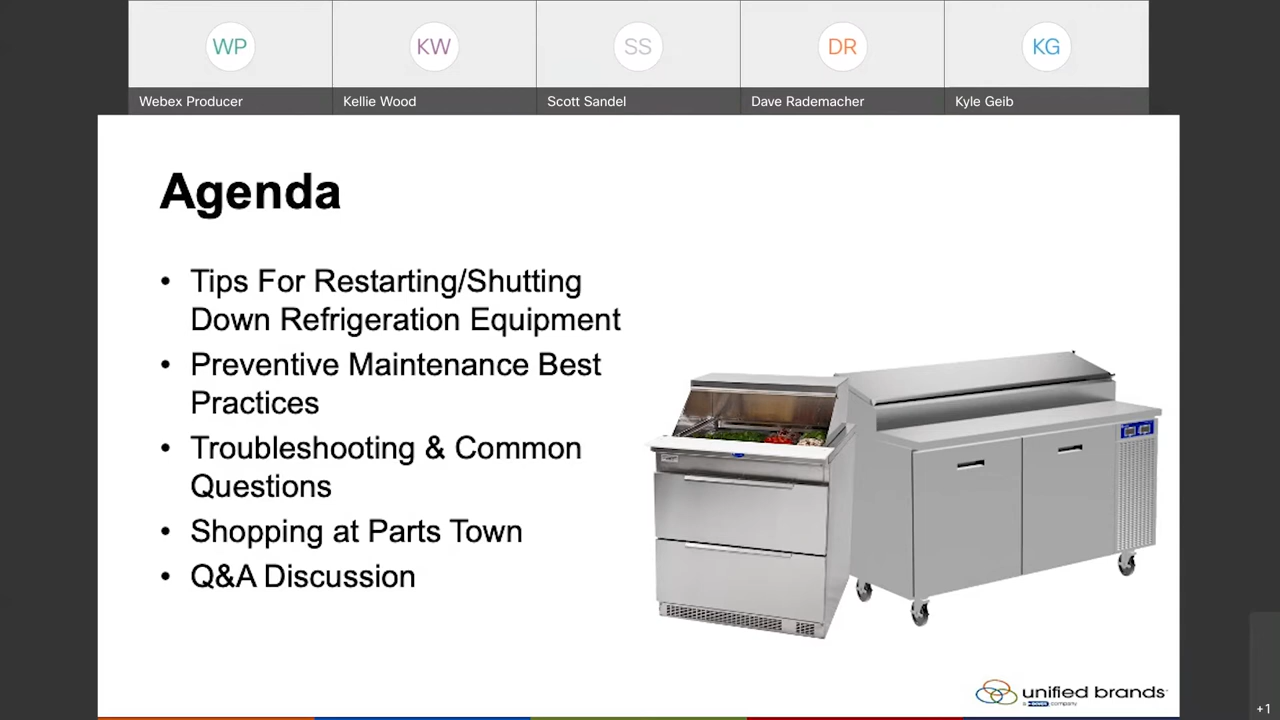 WP
KW
SS
DR
KG
Webex Producer
Kellie Wood
Scott Sandel
Dave Rademacher
Kyle Geib
Agenda
• Tips For Restarting/Shutting
Down Refrigeration Equipment
• Preventive Maintenance Best
Practices
• Troubleshooting & Common
Questions
• Shopping at Parts Town
• Q&A Discussion
unified brands
a DOVER company
+1